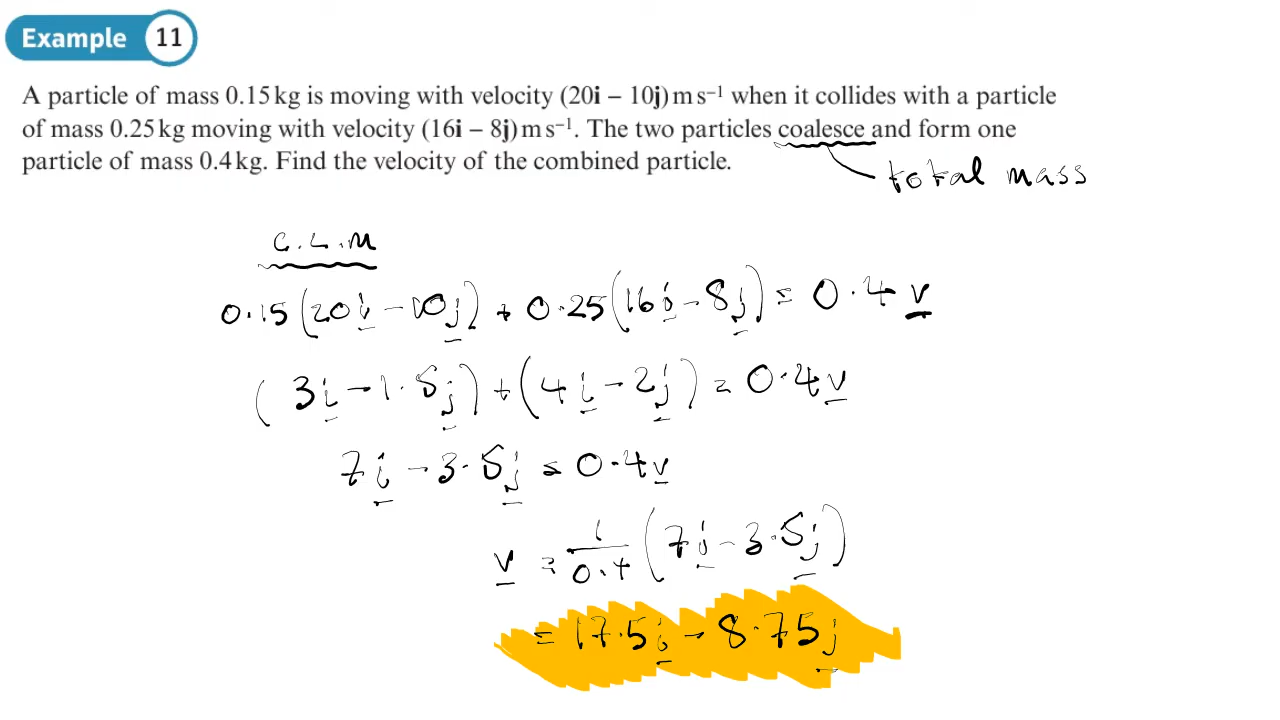 Example 11
A particle of mass 0.15 kg is moving with velocity (20i − 10j) m s⁻¹ when it collides with a particle
of mass 0.25 kg moving with velocity (16i − 8j) m s⁻¹. The two particles coalesce and form one
particle of mass 0.4 kg. Find the velocity of the combined particle.
total mass
C.L.M
0.15(20i − 10j) + 0.25(16i − 8j) = 0.4v
(3i − 1.5j) + (4i − 2j) = 0.4v
7i − 3.5j = 0.4v
v = 1/0.4 (7i − 3.5j)
= 17.5i − 8.75j